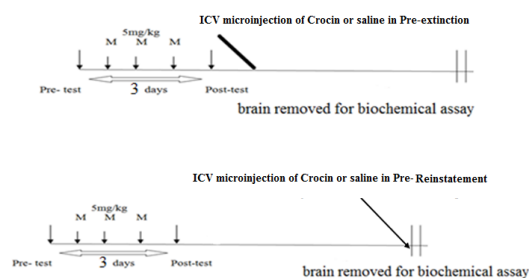 ICV microinjection of Crocin or saline in Pre-extinction
5mg/kg
M M M
Pre- test 3 days Post-test
brain removed for biochemical assay
ICV microinjection of Crocin or saline in Pre- Reinstatement
5mg/kg
M M M
Pre- test 3 days Post-test
brain removed for biochemical assay